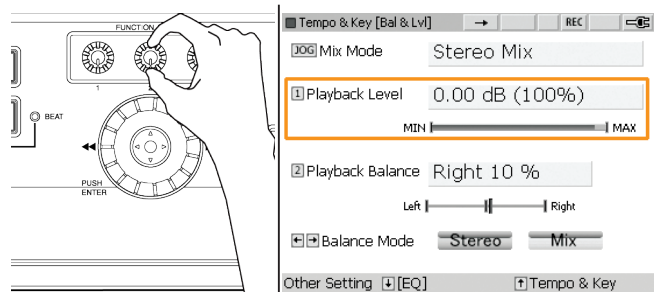 FUNCTION
1
BEAT
PUSH
ENTER
Tempo & Key [Bal & Lvl] → REC
JOG Mix Mode Stereo Mix
1 Playback Level 0.00 dB (100%)
MIN MAX
2 Playback Balance Right 10 %
Left Right
←→ Balance Mode Stereo Mix
Other Setting ↓ [EQ] ↑ Tempo & Key